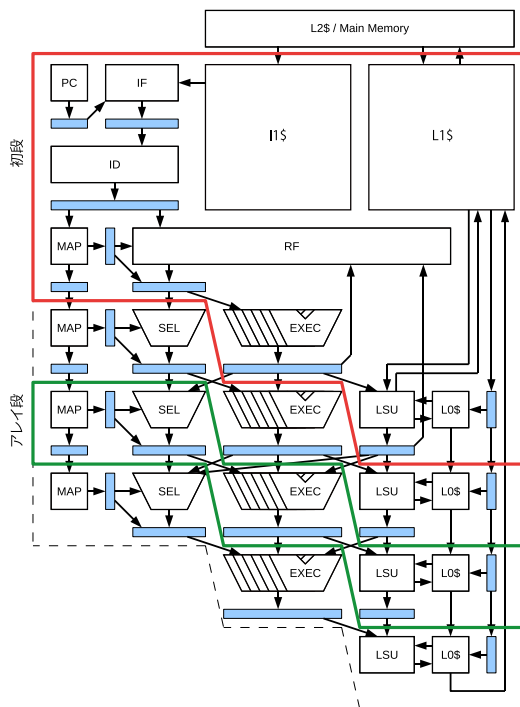 L2$ / Main Memory
PC
IF
I1$
L1$
初段
ID
MAP
RF
MAP
SEL
EXEC
アレイ段
MAP
SEL
EXEC
LSU
L0$
MAP
SEL
EXEC
LSU
L0$
EXEC
LSU
L0$
LSU
L0$